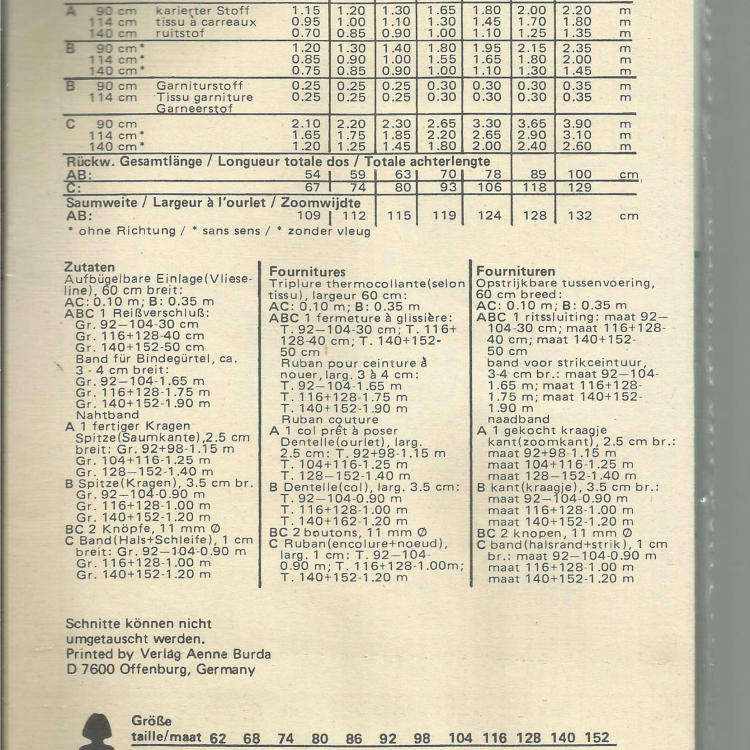 A 90 cm karierter Stoff 1.15 1.20 1.30 1.65 1.80 2.00 2.20 m
114 cm tissu à carreaux 0.95 1.00 1.10 1.30 1.45 1.70 1.80 m
140 cm ruitstof 0.70 0.85 0.90 1.00 1.10 1.25 1.35 m
B 90 cm* 1.20 1.30 1.40 1.80 1.95 2.15 2.35 m
114 cm* 0.85 0.90 1.00 1.55 1.65 1.80 2.00 m
140 cm* 0.75 0.85 0.90 1.00 1.10 1.30 1.45 m
B 90 cm Garniturstoff 0.25 0.25 0.25 0.30 0.30 0.30 0.35 m
114 cm Tissu garniture 0.25 0.25 0.25 0.30 0.30 0.30 0.35 m
Garneerstof
C 90 cm 2.10 2.20 2.30 2.65 3.30 3.65 3.90 m
114 cm* 1.65 1.75 1.85 2.20 2.65 2.90 3.10 m
140 cm* 1.20 1.25 1.45 1.80 2.00 2.40 2.60 m
Rückw. Gesamtlänge / Longueur totale dos / Totale achterlengte
AB: 54 59 63 70 78 89 100 cm
C: 67 74 80 93 106 118 129
Saumweite / Largeur à l'ourlet / Zoomwijdte
AB: 109 112 115 119 124 128 132 cm
* ohne Richtung / * sans sens / * zonder vleug
Zutaten
Aufbügelbare Einlage(Vliese-
line), 60 cm breit:
AC: 0.10 m; B: 0.35 m
ABC 1 Reißverschluß:
Gr. 92—104-30 cm
Gr. 116+128-40 cm
Gr. 140+152-50 cm
Band für Bindegürtel, ca.
3 - 4 cm breit:
Gr. 92—104-1.65 m
Gr. 116+128-1.75 m
Gr. 140+152-1.90 m
Nahtband
A 1 fertiger Kragen
Spitze(Saumkante),2.5 cm
breit: Gr. 92+98-1.15 m
Gr. 104+116-1.25 m
Gr. 128—152-1.40 m
B Spitze(Kragen), 3.5 cm br.
Gr. 92—104-0.90 m
Gr. 116+128-1.00 m
Gr. 140+152-1.20 m
BC 2 Knöpfe, 11 mm Ø
C Band(Hals+Schleife), 1 cm
breit: Gr. 92—104-0.90 m
Gr. 116+128-1.00 m
Gr. 140+152-1.20 m
Fournitures
Triplure thermocollante(selon
tissu), largeur 60 cm:
AC: 0.10 m; B: 0.35 m
ABC 1 fermeture à glissière:
T. 92—104-30 cm; T. 116+
128-40 cm; T. 140+152-
50 cm
Ruban pour ceinture à
nouer, larg. 3 à 4 cm:
T. 92—104-1.65 m
T. 116+128-1.75 m
T. 140+152-1.90 m
Ruban couture
A 1 col prêt à poser
Dentelle(ourlet), larg.
2.5 cm: T. 92+98-1.15 m
T. 104+116-1.25 m
T. 128—152-1.40 m
B Dentelle(col), larg. 3.5 cm:
T. 92—104-0.90 m
T. 116+128-1.00 m
T. 140+162-1.20 m
BC 2 boutons, 11 mm Ø
C Ruban(encolure+noeud),
larg. 1 cm: T. 92—104-
0.90 m; T. 116+128-1.00m;
T. 140+152-1.20 m
Fournituren
Opstrijkbare tussenvoering,
60 cm breed:
AC: 0.10 m; B: 0.35 m
ABC 1 ritssluiting: maat 92—
104-30 cm; maat 116+128-
40 cm; maat 140+152-
50 cm
band voor strikceintuur,
3-4 cm br.: maat 92—104-
1.65 m; maat 116+128-
1.75 m; maat 140+152-
1.90 m
naadband
A 1 gekocht kraagje
kant(zoomkant), 2.5 cm br.:
maat 92+98-1.15 m
maat 104+116-1.25 m
maat 128—152-1.40 m
B kant(kraagje), 3.5 cm br.:
maat 92—104-0.90 m
maat 116+128-1.00 m
maat 140+152-1.20 m
BC 2 knopen, 11 mm Ø
C band(halsrand+strik), 1 cm
br.: maat 92—104-0.90 m
maat 116+128-1.00 m
maat 140+152-1.20 m
Schnitte können nicht
umgetauscht werden.
Printed by Verlag Aenne Burda
D 7600 Offenburg, Germany
Größe
taille/maat 62 68 74 80 86 92 98 104 116 128 140 152